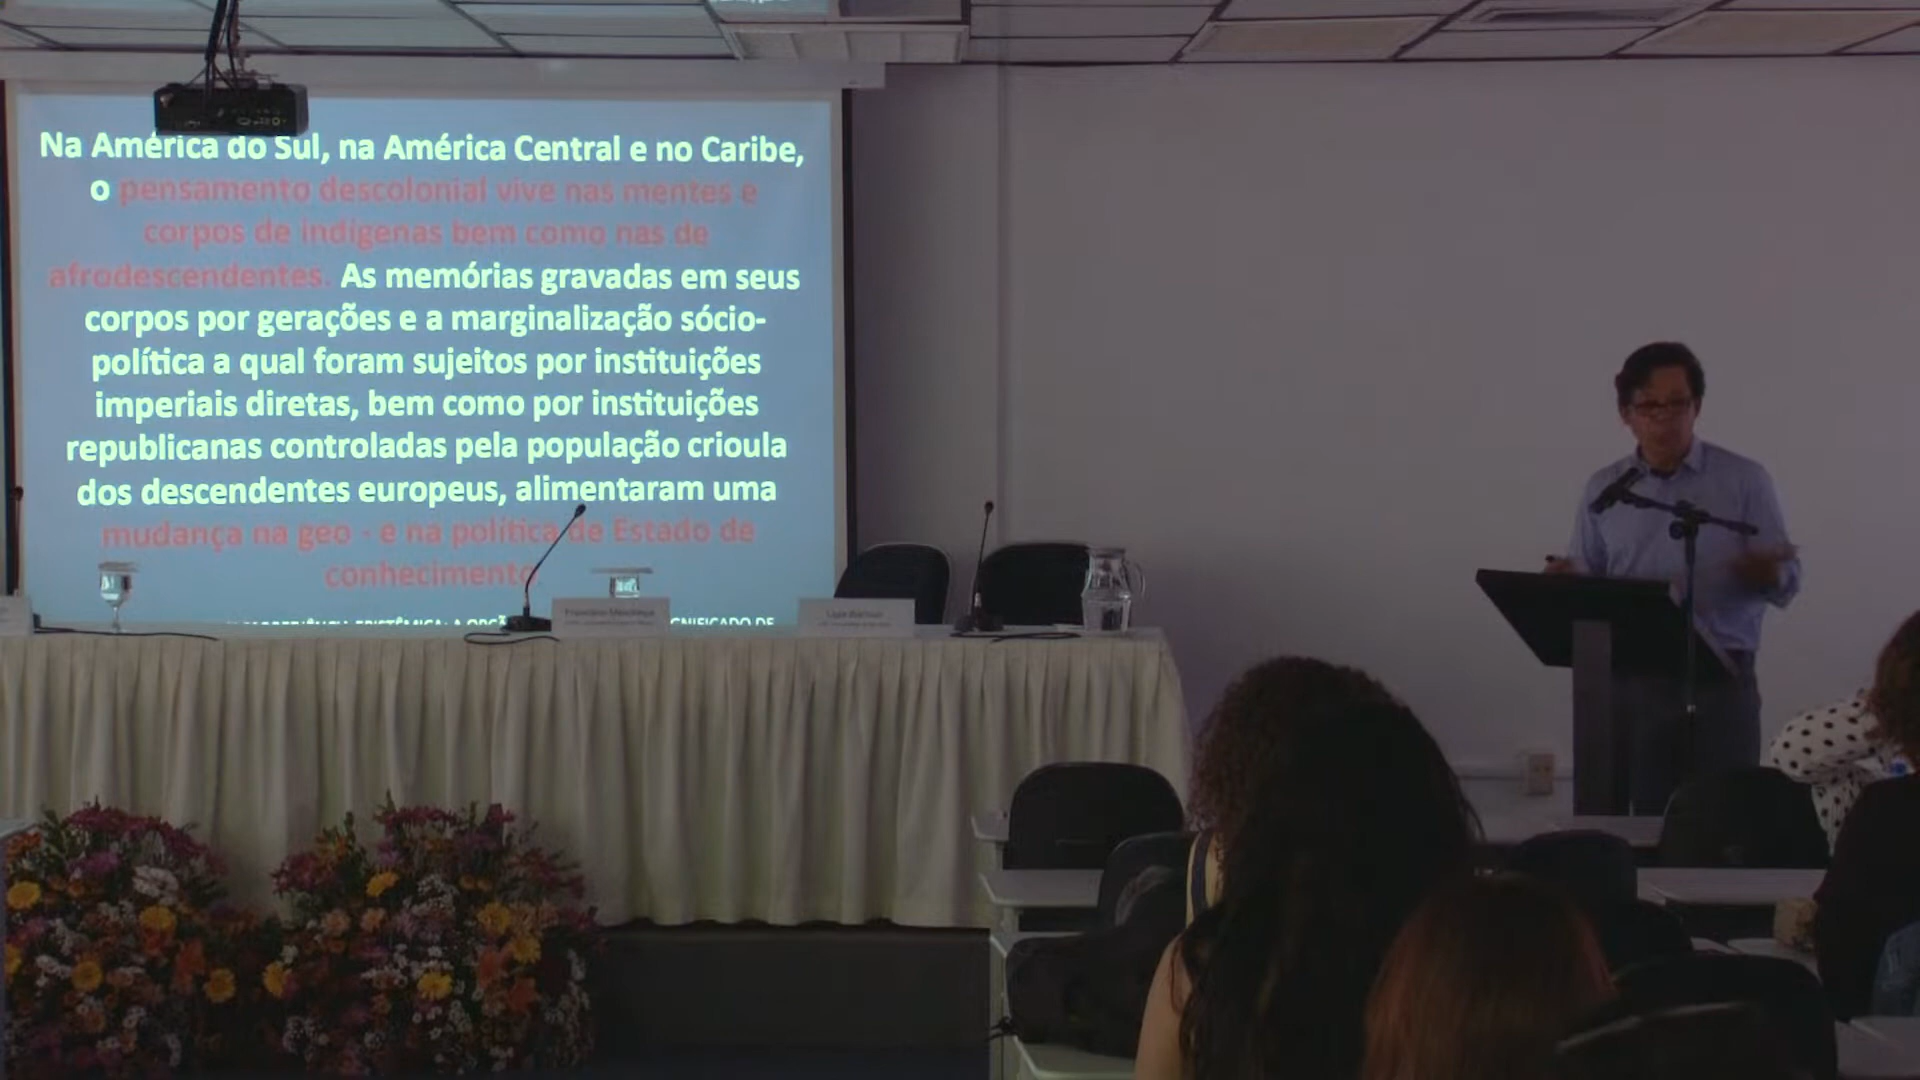 Na América do Sul, na América Central e no Caribe,
o pensamento descolonial vive nas mentes e
corpos de indígenas bem como nas de
afrodescendentes. As memórias gravadas em seus
corpos por gerações e a marginalização sócio-
política a qual foram sujeitos por instituições
imperiais diretas, bem como por instituições
republicanas controladas pela população crioula
dos descendentes europeus, alimentaram uma
mudança na geo - e na política de Estado de
conhecimento
EPISTÊMICA: A
DE